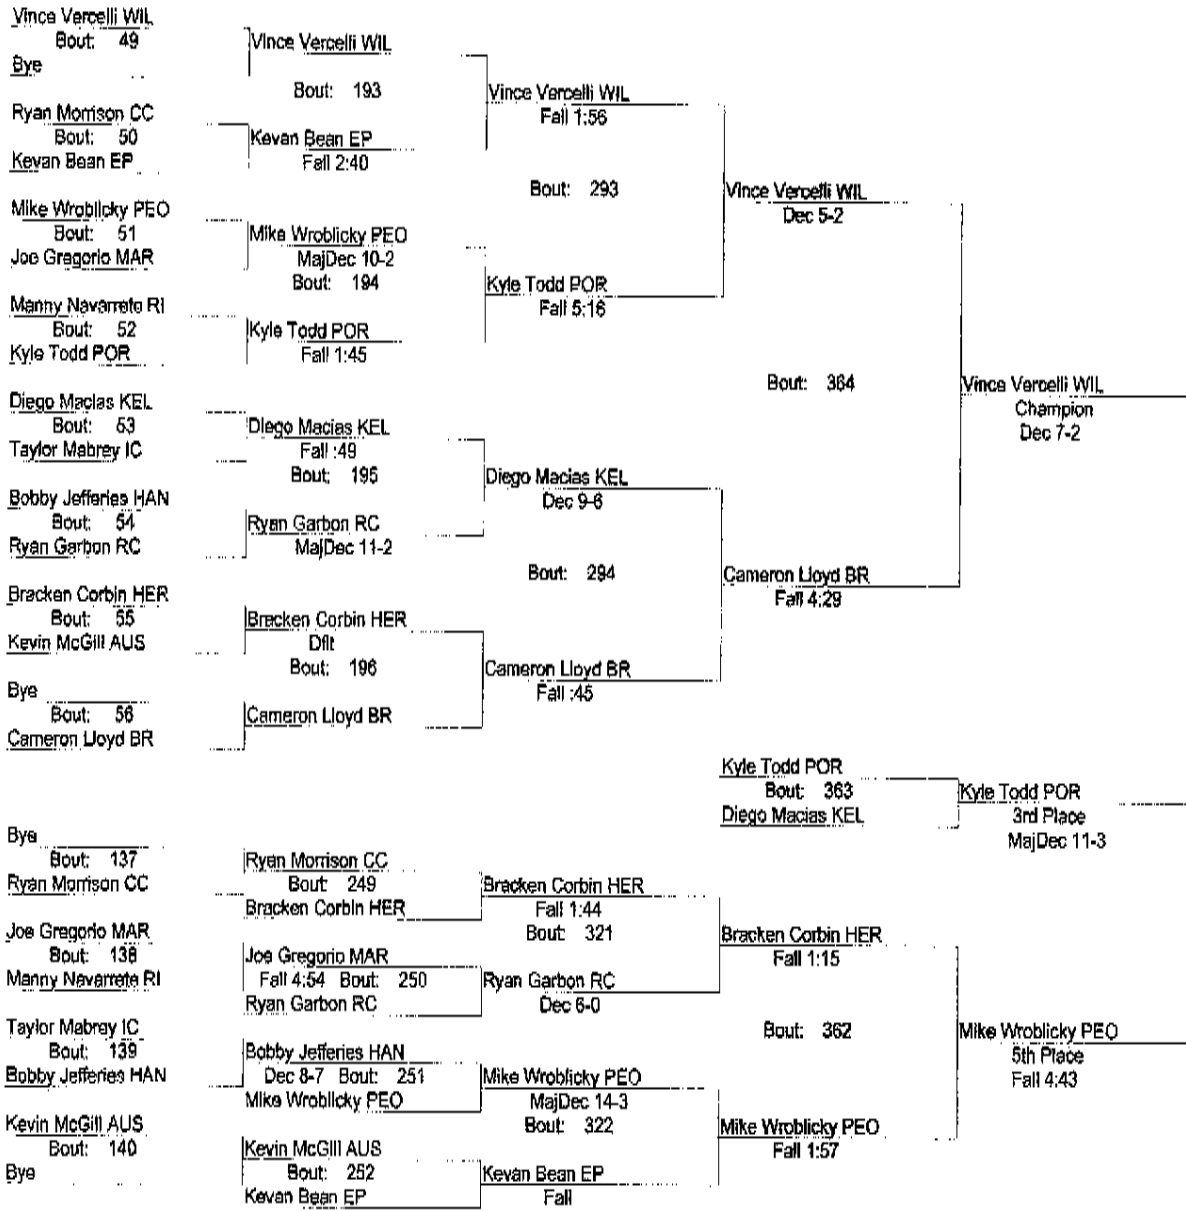 Vince Vercelli WIL
Bout: 49
Bye
Ryan Morrison CC
Bout: 50
Kevan Bean EP
Mike Wroblicky PEO
Bout: 51
Joe Gregorio MAR
Manny Navarrete RI
Bout: 52
Kyle Todd POR
Diego Macias KEL
Bout: 53
Taylor Mabrey IC
Bobby Jefferies HAN
Bout: 54
Ryan Garbon RC
Bracken Corbin HER
Bout: 55
Kevin McGill AUS
Bye
Bout: 56
Cameron Lloyd BR
Vince Vercelli WIL
Bout: 193
Kevan Bean EP
Fall 2:40
Mike Wroblicky PEO
MajDec 10-2
Bout: 194
Kyle Todd POR
Fall 1:45
Diego Macias KEL
Fall :49
Bout: 195
Ryan Garbon RC
MajDec 11-2
Bracken Corbin HER
Dflt
Bout: 196
Cameron Lloyd BR
Vince Vercelli WIL
Fall 1:56
Bout: 293
Kyle Todd POR
Fall 5:16
Diego Macias KEL
Dec 9-6
Bout: 294
Cameron Lloyd BR
Fall :45
Vince Vercelli WIL
Dec 5-2
Bout: 364
Cameron Lloyd BR
Fall 4:29
Vince Vercelli WIL
Champion
Dec 7-2
Kyle Todd POR
Bout: 363
Diego Macias KEL
Kyle Todd POR
3rd Place
MajDec 11-3
Bye
Bout: 137
Ryan Morrison CC
Joe Gregorio MAR
Bout: 138
Manny Navarrete RI
Taylor Mabrey IC
Bout: 139
Bobby Jefferies HAN
Kevin McGill AUS
Bout: 140
Bye
Ryan Morrison CC
Bout: 249
Bracken Corbin HER
Joe Gregorio MAR
Fall 4:54 Bout: 250
Ryan Garbon RC
Bobby Jefferies HAN
Dec 8-7 Bout: 251
Mike Wroblicky PEO
Kevin McGill AUS
Bout: 252
Kevan Bean EP
Bracken Corbin HER
Fall 1:44
Bout: 321
Ryan Garbon RC
Dec 6-0
Mike Wroblicky PEO
MajDec 14-3
Bout: 322
Kevan Bean EP
Fall
Bracken Corbin HER
Fall 1:15
Bout: 362
Mike Wroblicky PEO
Fall 1:57
Mike Wroblicky PEO
5th Place
Fall 4:43